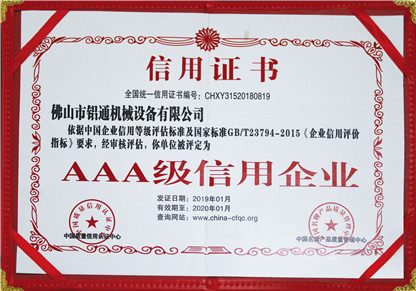 信用证书
全国统一信用证书编号：CHXY31520180819
佛山市铝通机械设备有限公司
依据中国企业信用等级评估标准及国家标准GB/T23794-2015《企业信用评价
指标》要求，经审核评估，你单位被评定为
AAA级信用企业
发证日期：2019年01月
有效期至：2020年01月
查询网站：www.china-cfqc.org
中国质量信用认证中心
中国名牌产品质量管理中心